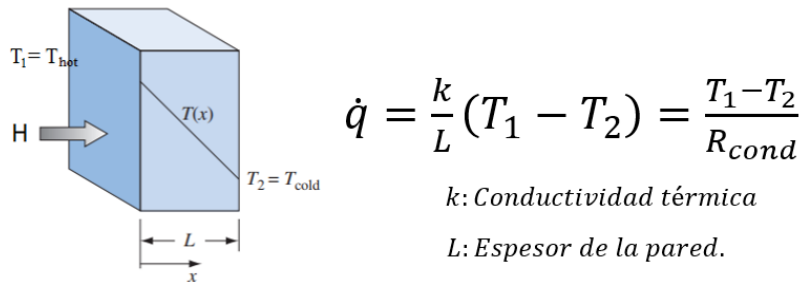 T₁= T_hot
H
T(x)
T₂ = T_cold
L
x
q̇ = k/L (T₁ − T₂) = T₁−T₂/R_cond
k: Conductividad térmica
L: Espesor de la pared.